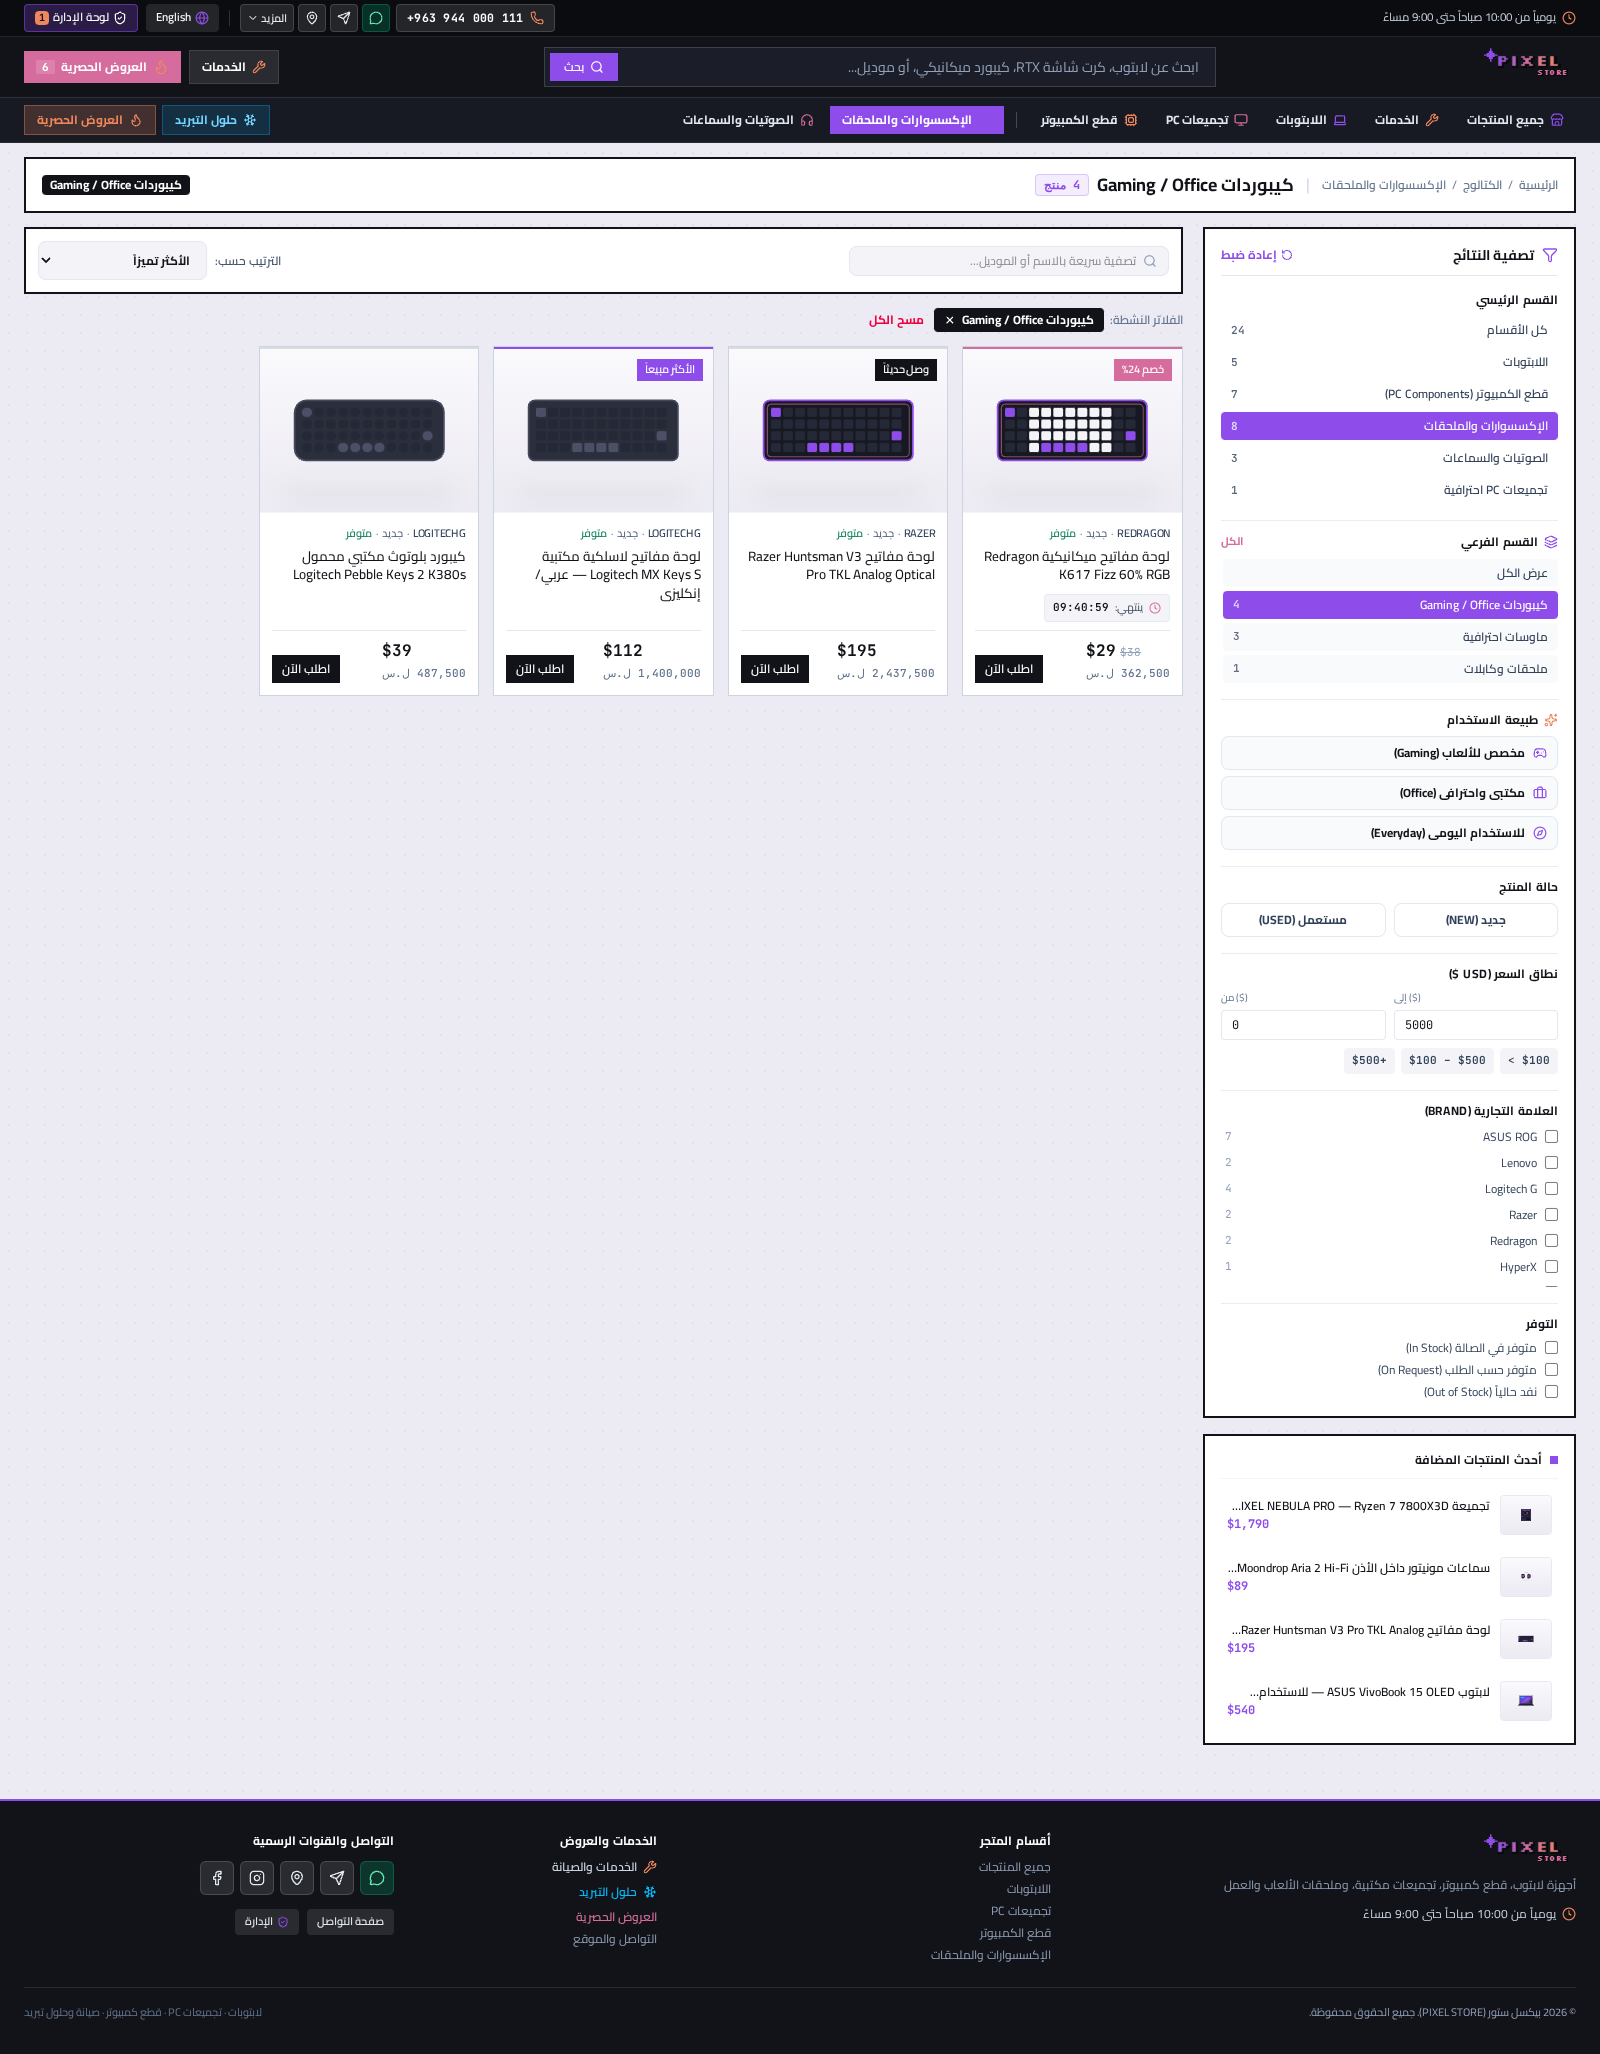 يومياً من 10:00 صباحاً حتى 9:00 مساءً
+963 944 000 111
المزيد
English
لوحة الإدارة 1
PIXEL STORE
ابحث عن لابتوب، كرت شاشة RTX، كيبورد ميكانيكي، أو موديل...
بحث
الخدمات
العروض الحصرية 6
جميع المنتجات
الخدمات
اللابتوبات
تجميعات PC
قطع الكمبيوتر
الإكسسوارات والملحقات
الصوتيات والسماعات
حلول التبريد
العروض الحصرية
الرئيسية / الكتالوج / الإكسسوارات والملحقات
كيبوردات Gaming / Office
4 منتج
كيبوردات Gaming / Office
تصفية النتائج
إعادة ضبط
القسم الرئيسي
كل الأقسام 24
اللابتوبات 5
قطع الكمبيوتر (PC Components) 7
الإكسسوارات والملحقات 8
الصوتيات والسماعات 3
تجميعات PC احترافية 1
القسم الفرعي
الكل
عرض الكل
كيبوردات Gaming / Office 4
ماوسات احترافية 3
ملحقات وكابلات 1
طبيعة الاستخدام
مخصص للألعاب (Gaming)
مكتبي واحترافي (Office)
للاستخدام اليومي (Everyday)
حالة المنتج
جديد (NEW)
مستعمل (USED)
نطاق السعر (USD $)
إلى ($)
من ($)
5000
0
< $100
$100 – $500
$500+
العلامة التجارية (BRAND)
ASUS ROG 7
Lenovo 2
Logitech G 4
Razer 2
Redragon 2
HyperX 1
التوفر
متوفر في الصالة (In Stock)
متوفر حسب الطلب (On Request)
نفد حالياً (Out of Stock)
أحدث المنتجات المضافة
تجميعة IXEL NEBULA PRO — Ryzen 7 7800X3D...
$1,790
سماعات مونيتور داخل الأذن Moondrop Aria 2 Hi-Fi...
$89
لوحة مفاتيح Razer Huntsman V3 Pro TKL Analog...
$195
لابتوب ASUS VivoBook 15 OLED — للاستخدام...
$540
تصفية سريعة بالاسم أو الموديل...
الترتيب حسب:
الأكثر تميزاً
الفلاتر النشطة:
كيبوردات Gaming / Office ×
مسح الكل
خصم 24%
REDRAGON · جديد · متوفر
لوحة مفاتيح ميكانيكية Redragon
K617 Fizz 60% RGB
ينتهي: 09:40:59
$29 $38
362,500 ل.س
اطلب الآن
وصل حديثاً
RAZER · جديد · متوفر
لوحة مفاتيح Razer Huntsman V3
Pro TKL Analog Optical
$195
2,437,500 ل.س
اطلب الآن
الأكثر مبيعاً
LOGITECHG · جديد · متوفر
لوحة مفاتيح لاسلكية مكتبية
Logitech MX Keys S — عربي/
إنكليزي
$112
1,400,000 ل.س
اطلب الآن
LOGITECHG · جديد · متوفر
كيبورد بلوتوث مكتبي محمول
Logitech Pebble Keys 2 K380s
$39
487,500 ل.س
اطلب الآن
PIXEL STORE
أجهزة لابتوب، قطع كمبيوتر، تجميعات مكتبية، وملحقات الألعاب والعمل
يومياً من 10:00 صباحاً حتى 9:00 مساءً
أقسام المتجر
جميع المنتجات
اللابتوبات
تجميعات PC
قطع الكمبيوتر
الإكسسوارات والملحقات
الخدمات والعروض
الخدمات والصيانة
حلول التبريد
العروض الحصرية
التواصل والموقع
التواصل والقنوات الرسمية
صفحة التواصل
الإدارة
© 2026 بيكسل ستور (PIXEL STORE). جميع الحقوق محفوظة.
لابتوبات · تجميعات PC · قطع كمبيوتر · صيانة وحلول تبريد